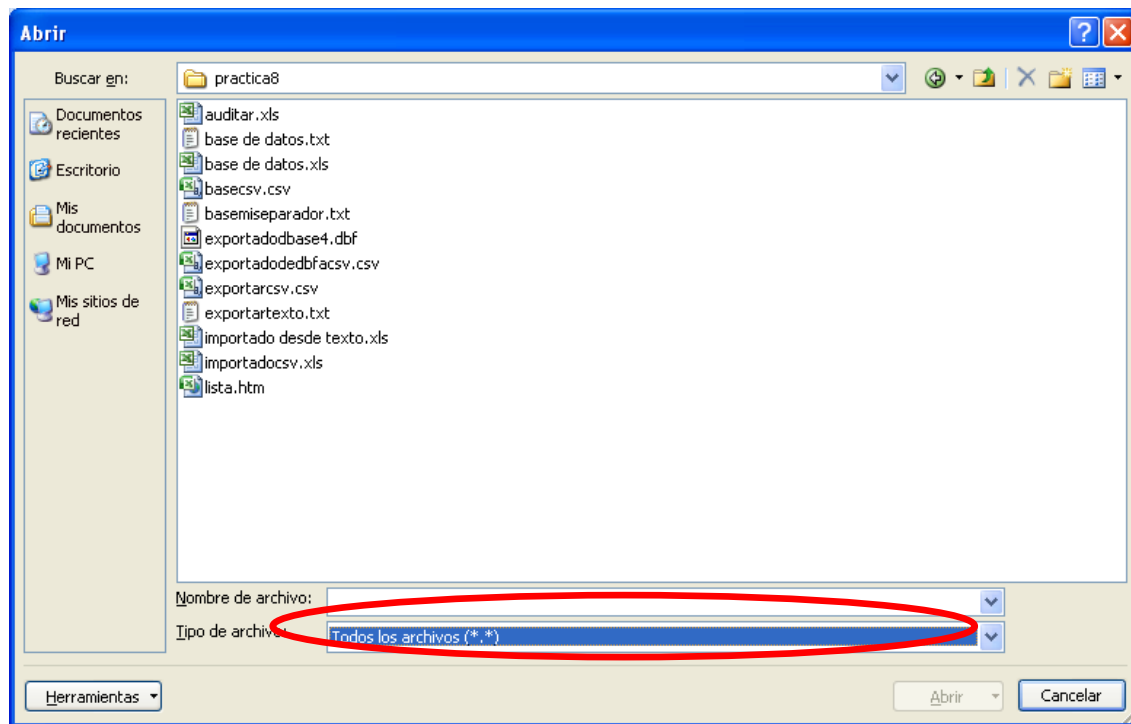 Abrir
Buscar en:
practica8
Documentos
recientes
Escritorio
Mis
documentos
Mi PC
Mis sitios de
red
auditar.xls
base de datos.txt
base de datos.xls
basecsv.csv
basemiseparador.txt
exportadodbase4.dbf
exportadodedbfacsv.csv
exportarcsv.csv
exportartexto.txt
importado desde texto.xls
importadocsv.xls
lista.htm
Nombre de archivo:
Tipo de archivo:
Todos los archivos (*.*)
Herramientas
Abrir
Cancelar